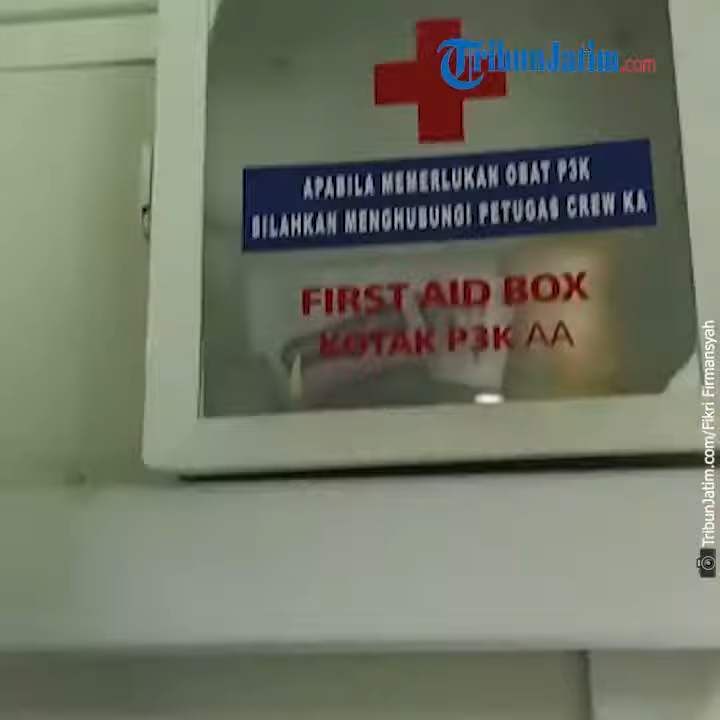 TribunJatim.com
APABILA MEMERLUKAN OBAT P3K
SILAHKAN MENGHUBUNGI PETUGAS CREW KA
FIRST AID BOX
KOTAK P3K AA
TribunJatim.com/Fikri Firmansyah